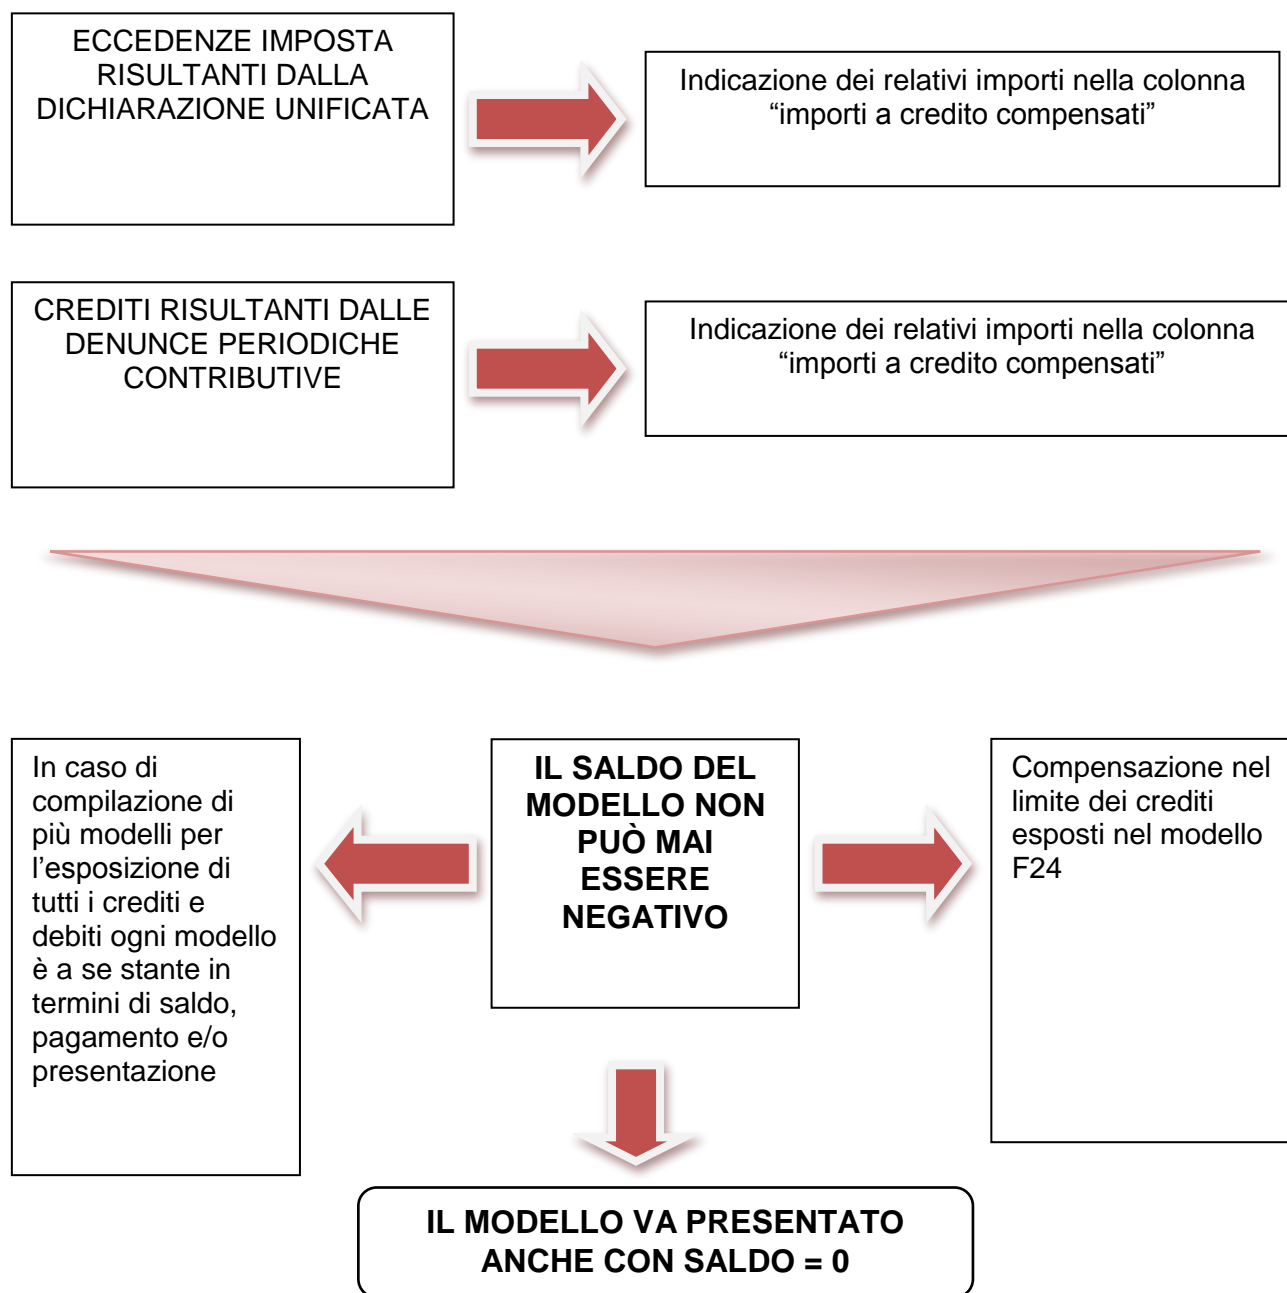 ECCEDENZE IMPOSTA
RISULTANTI DALLA
DICHIARAZIONE UNIFICATA
Indicazione dei relativi importi nella colonna
“importi a credito compensati”
CREDITI RISULTANTI DALLE
DENUNCE PERIODICHE
CONTRIBUTIVE
Indicazione dei relativi importi nella colonna
“importi a credito compensati”
In caso di
compilazione di
più modelli per
l’esposizione di
tutti i crediti e
debiti ogni modello
è a se stante in
termini di saldo,
pagamento e/o
presentazione
IL SALDO DEL
MODELLO NON
PUÒ MAI
ESSERE
NEGATIVO
Compensazione nel
limite dei crediti
esposti nel modello
F24
IL MODELLO VA PRESENTATO
ANCHE CON SALDO = 0